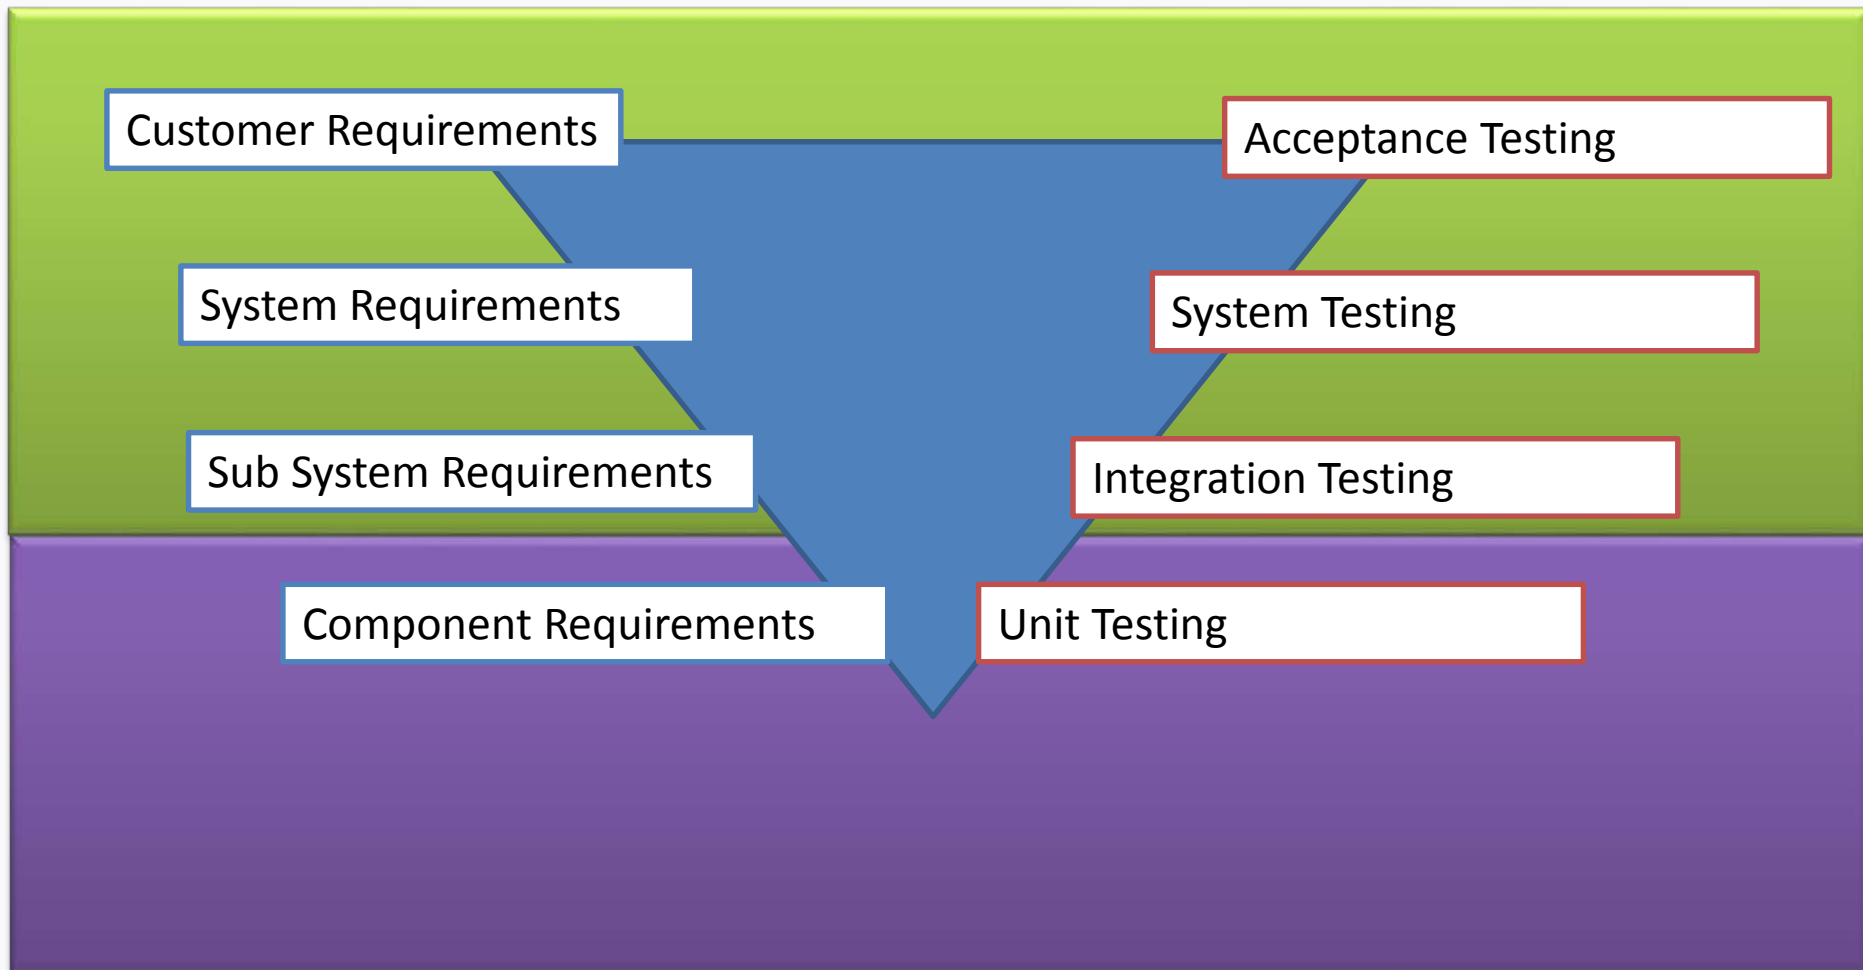 Customer Requirements
Acceptance Testing
System Requirements
System Testing
Sub System Requirements
Integration Testing
Component Requirements
Unit Testing